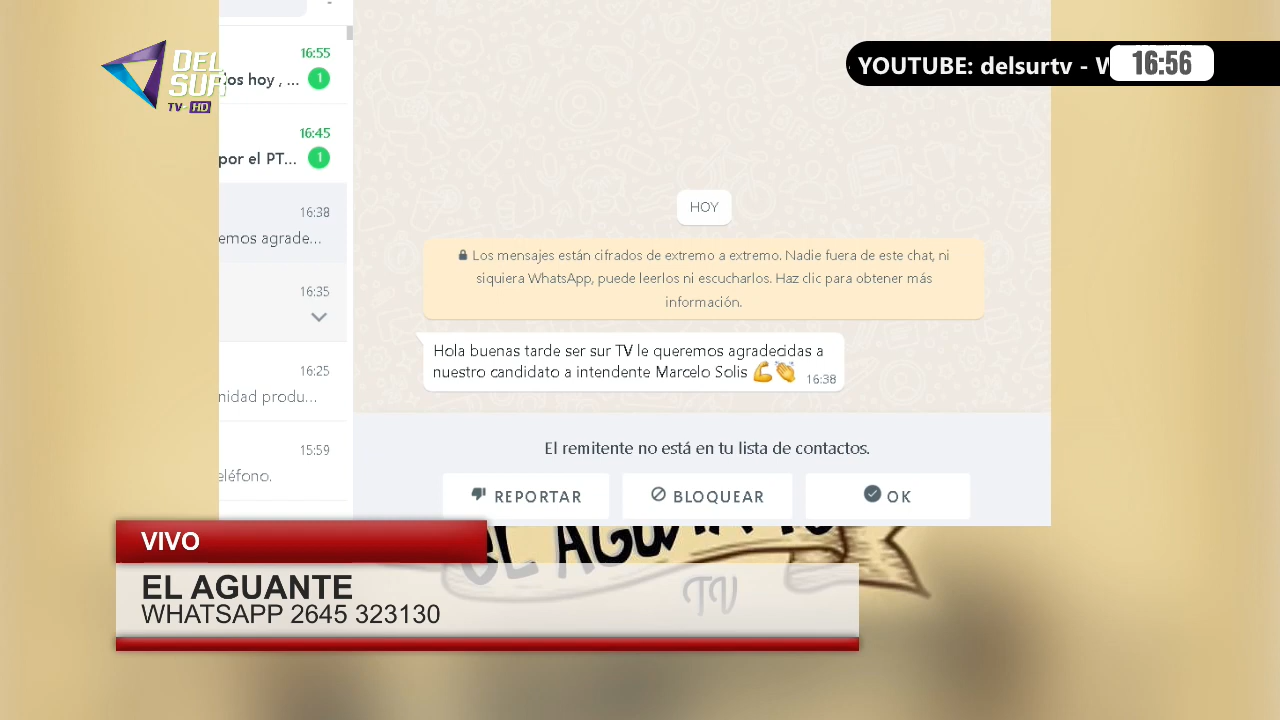 DEL
SUR
TV HD
YOUTUBE: delsurtv -
16:56
16:55
hoy , ...
1
16:45
por el PT...
1
16:38
emos agrade...
16:35
16:25
nidad produ...
15:59
eléfono.
HOY
Los mensajes están cifrados de extremo a extremo. Nadie fuera de este chat, ni
siquiera WhatsApp, puede leerlos ni escucharlos. Haz clic para obtener más
información.
Hola buenas tarde ser sur TV le queremos agradecidas a
nuestro candidato a intendente Marcelo Solis 💪👏
16:38
El remitente no está en tu lista de contactos.
REPORTAR
BLOQUEAR
OK
EL AGUANTE
TV
VIVO
EL AGUANTE
WHATSAPP 2645 323130